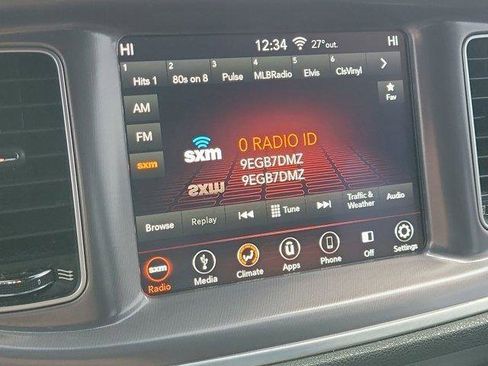 HI 12:34 27°out. HI
1 2 3 4 5 6
Hits 1 80s on 8 Pulse MLBRadio Elvis ClsVinyl
Fav
AM
FM
sxm
sxm
0 RADIO ID
9EGB7DMZ
9EGB7DMZ
sxm
Browse Replay Tune Traffic & Weather Audio
sxm
Radio Media Climate Apps Phone Off Settings